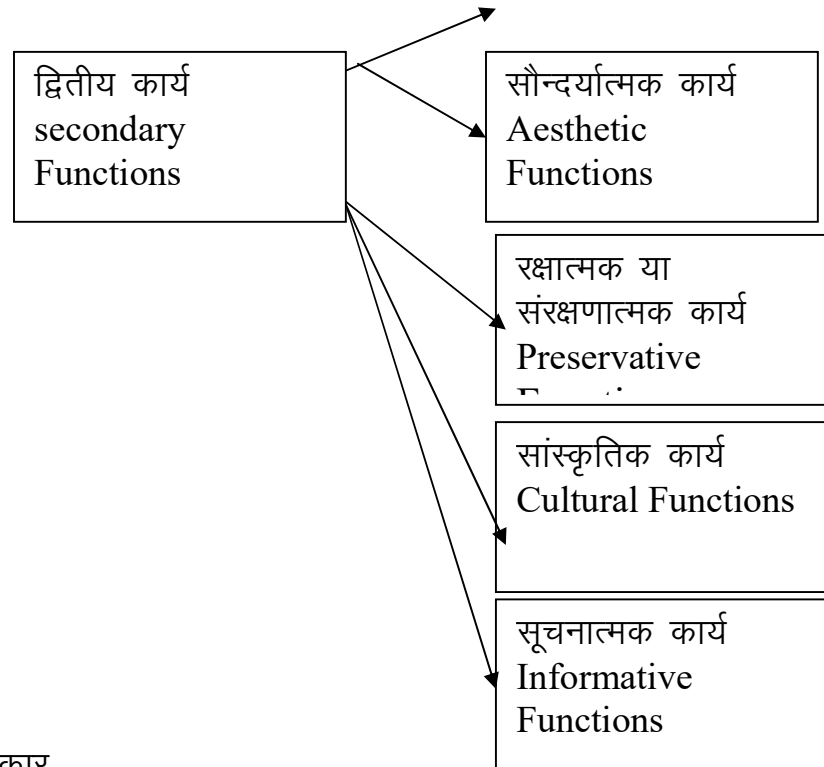 द्वितीय कार्य
secondary
Functions
सौन्दर्यात्मक कार्य
Aesthetic
Functions
रक्षात्मक या
संरक्षणात्मक कार्य
Preservative
सांस्कृतिक कार्य
Cultural Functions
सूचनात्मक कार्य
Informative
Functions